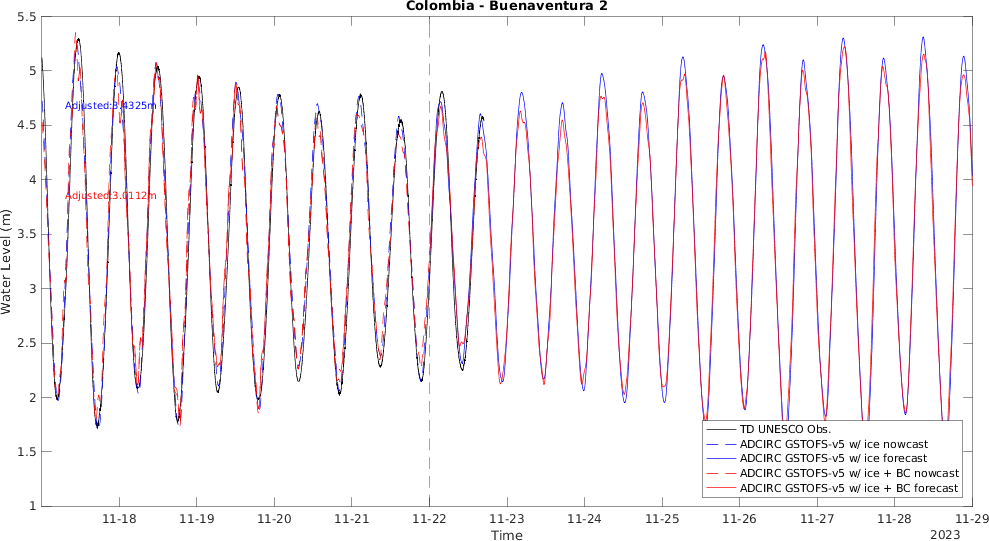 Colombia - Buenaventura 2
5.5
5
4.5
4
3.5
3
2.5
2
1.5
1
Water Level (m)
Adjusted:3.4325m
Adjusted:3.0112m
TD UNESCO Obs.
ADCIRC GSTOFS-v5 w/ ice nowcast
ADCIRC GSTOFS-v5 w/ ice forecast
ADCIRC GSTOFS-v5 w/ ice + BC nowcast
ADCIRC GSTOFS-v5 w/ ice + BC forecast
11-18 11-19 11-20 11-21 11-22 11-23 11-24 11-25 11-26 11-27 11-28 11-29
Time
2023